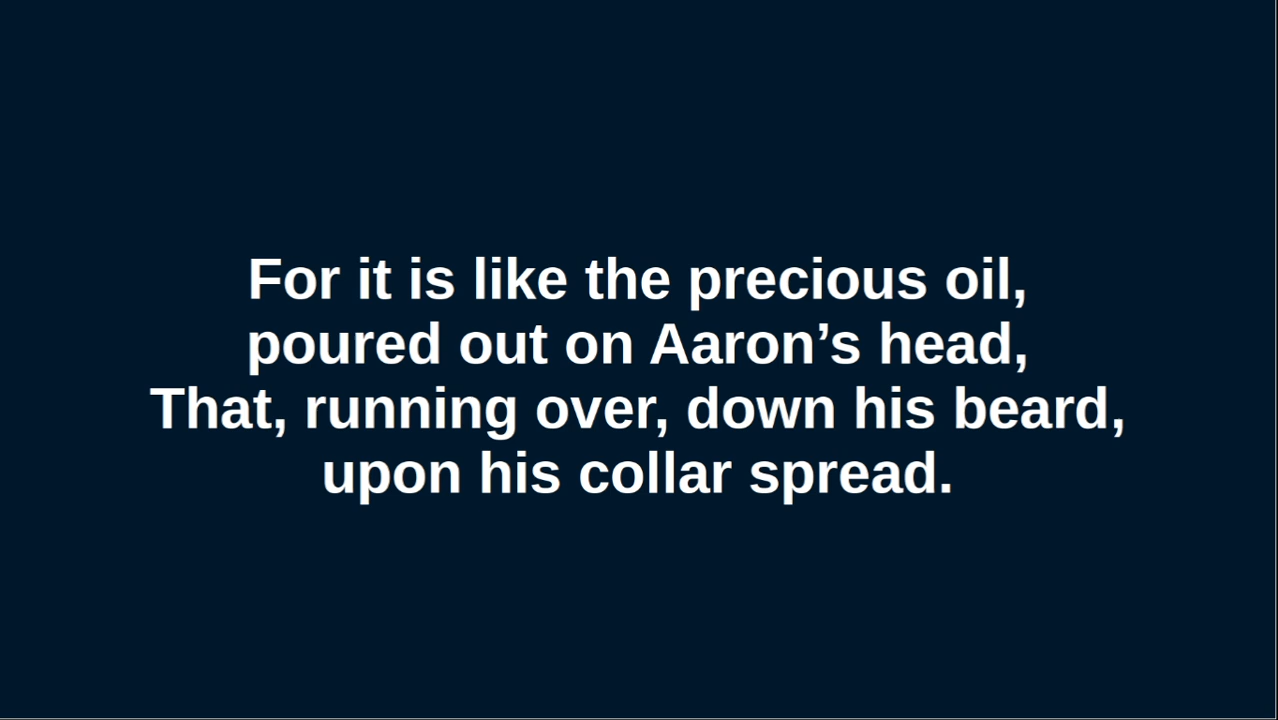 For it is like the precious oil,
poured out on Aaron’s head,
That, running over, down his beard,
upon his collar spread.